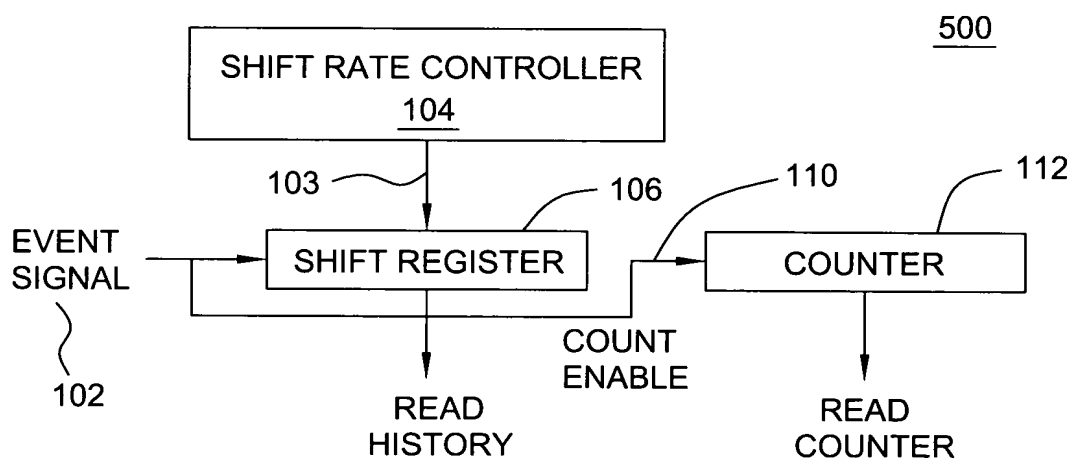 500
SHIFT RATE CONTROLLER
104
103
106
110
112
EVENT
SIGNAL
SHIFT REGISTER
COUNTER
102
COUNT
ENABLE
READ
HISTORY
READ
COUNTER